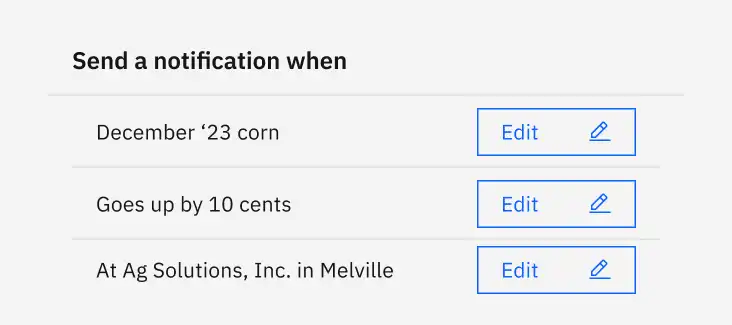 Send a notification when
December ‘23 corn
Edit
Goes up by 10 cents
Edit
At Ag Solutions, Inc. in Melville
Edit